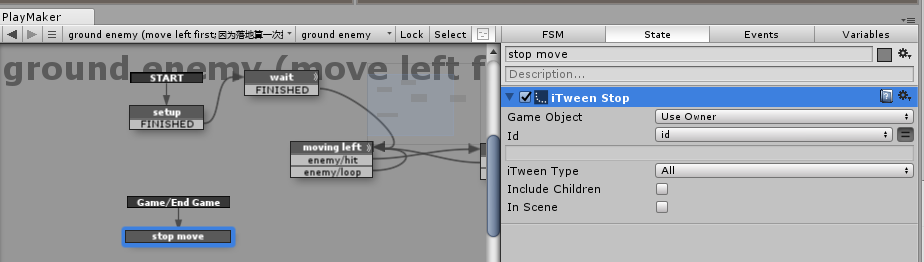 PlayMaker
ground enemy (move left first;因为落地算一次
ground enemy
Lock
Select
FSM
State
Events
Variables
ground enemy (move left f
START
setup
FINISHED
wait
FINISHED
moving left
enemy/hit
enemy/loop
Game/End Game
stop move
stop move
Description...
iTween Stop
Game Object
Use Owner
Id
id
iTween Type
All
Include Children
In Scene